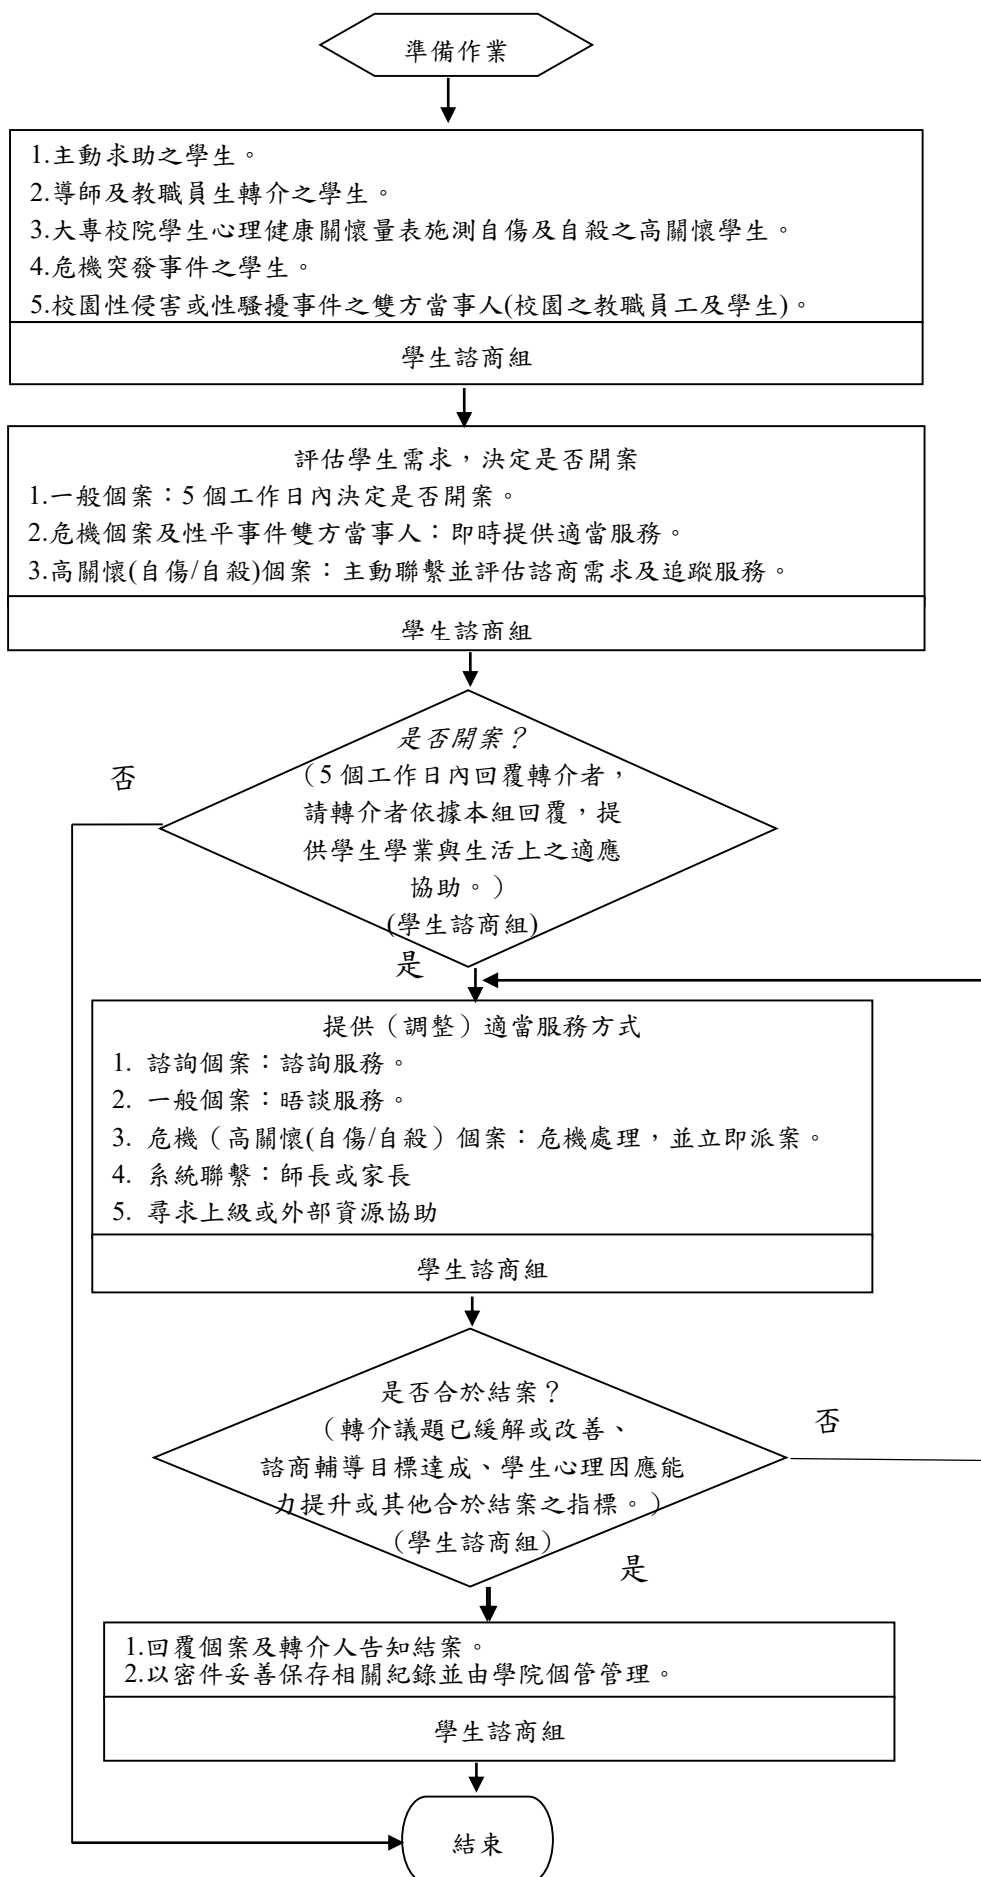 準備作業
1.主動求助之學生。
2.導師及教職員生轉介之學生。
3.大專校院學生心理健康關懷量表施測自傷及自殺之高關懷學生。
4.危機突發事件之學生。
5.校園性侵害或性騷擾事件之雙方當事人(校園之教職員工及學生)。
學生諮商組
評估學生需求，決定是否開案
1.一般個案：5 個工作日內決定是否開案。
2.危機個案及性平事件雙方當事人：即時提供適當服務。
3.高關懷(自傷/自殺)個案：主動聯繫並評估諮商需求及追蹤服務。
學生諮商組
是否開案？
否
（5 個工作日內回覆轉介者，
請轉介者依據本組回覆，提
供學生學業與生活上之適應
協助。）
(學生諮商組)
是
提供（調整）適當服務方式
1. 諮詢個案：諮詢服務。
2. 一般個案：晤談服務。
3. 危機（高關懷(自傷/自殺）個案：危機處理，並立即派案。
4. 系統聯繫：師長或家長
5. 尋求上級或外部資源協助
學生諮商組
是否合於結案？
否
（轉介議題已緩解或改善、
諮商輔導目標達成、學生心理因應能
力提升或其他合於結案之指標。）
（學生諮商組）
是
1.回覆個案及轉介人告知結案。
2.以密件妥善保存相關紀錄並由學院個管管理。
學生諮商組
結束